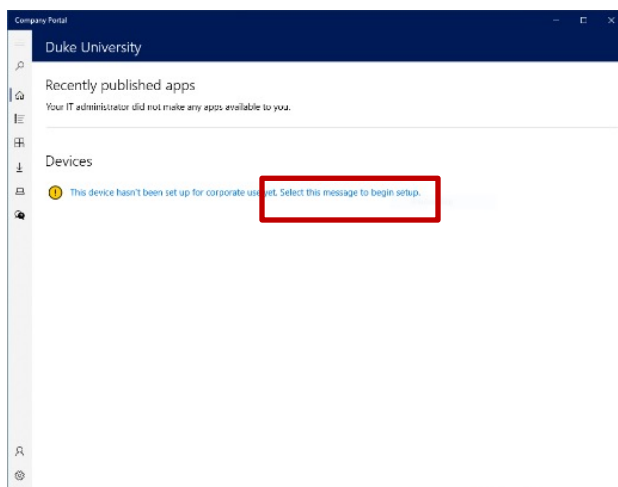 Company Portal
Duke University
Recently published apps
Your IT administrator did not make any apps available to you.
Devices
This device hasn't been set up for corporate use yet. Select this message to begin setup.